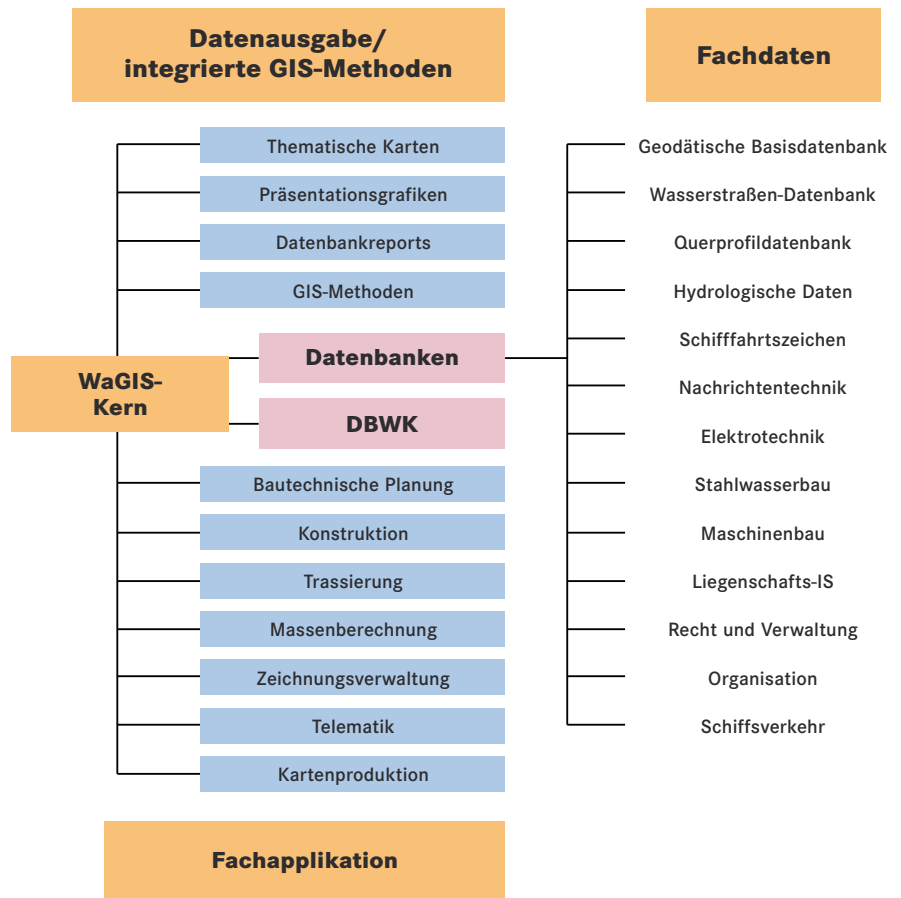 Datenausgabe/
integrierte GIS-Methoden
Thematische Karten
Präsentationsgrafiken
Datenbankreports
GIS-Methoden
WaGIS-
Kern
Datenbanken
DBWK
Bautechnische Planung
Konstruktion
Trassierung
Massenberechnung
Zeichnungsverwaltung
Telematik
Kartenproduktion
Fachapplikation
Fachdaten
Geodätische Basisdatenbank
Wasserstraßen-Datenbank
Querprofildatenbank
Hydrologische Daten
Schifffahrtszeichen
Nachrichtentechnik
Elektrotechnik
Stahlwasserbau
Maschinenbau
Liegenschafts-IS
Recht und Verwaltung
Organisation
Schiffsverkehr